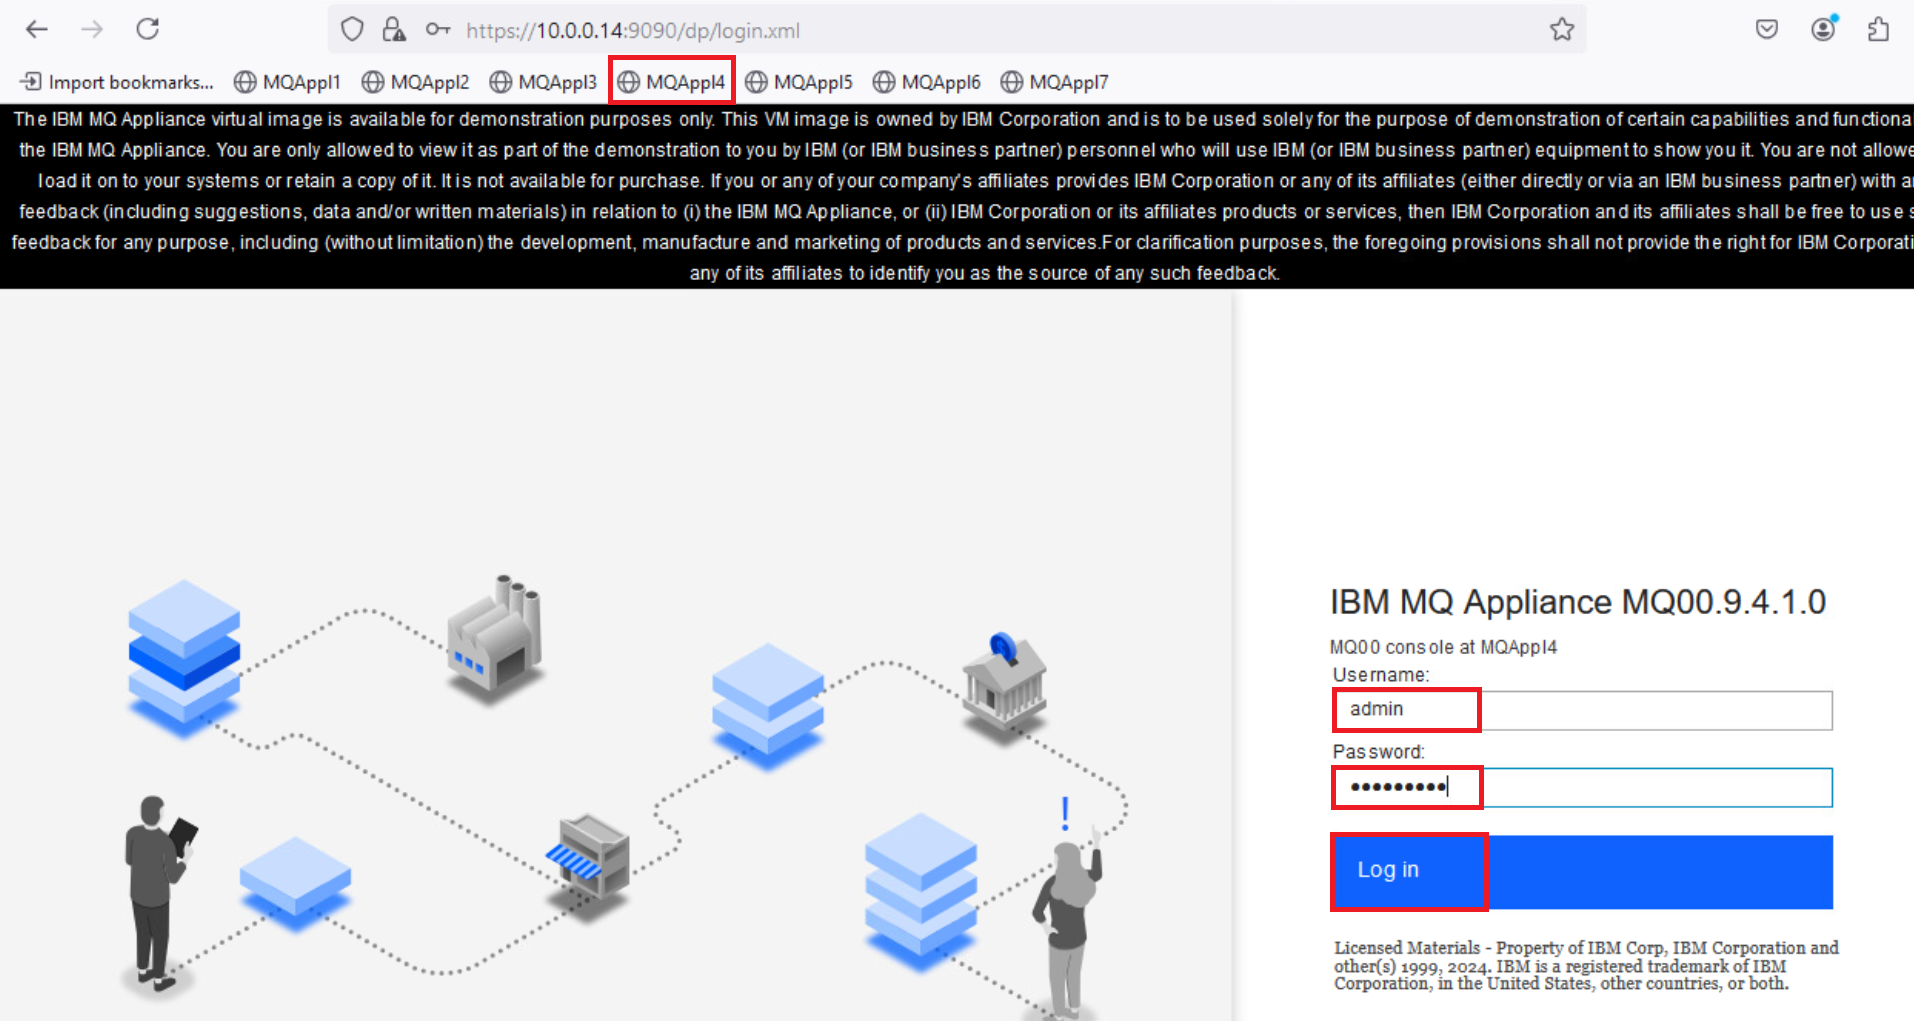 https://10.0.0.14:9090/dp/login.xml
Import bookmarks... MQAppl1 MQAppl2 MQAppl3 MQAppl4 MQAppl5 MQAppl6 MQAppl7
The IBM MQ Appliance virtual image is available for demonstration purposes only. This VM image is owned by IBM Corporation and is to be used solely for the purpose of demonstration of certain capabilities and functiona
the IBM MQ Appliance. You are only allowed to view it as part of the demonstration to you by IBM (or IBM business partner) personnel who will use IBM (or IBM business partner) equipment to show you it. You are not allowe
load it on to your systems or retain a copy of it. It is not available for purchase. If you or any of your company's affiliates provides IBM Corporation or any of its affiliates (either directly or via an IBM business partner) with a
feedback (including suggestions, data and/or written materials) in relation to (i) the IBM MQ Appliance, or (ii) IBM Corporation or its affiliates products or services, then IBM Corporation and its affiliates shall be free to use s
feedback for any purpose, including (without limitation) the development, manufacture and marketing of products and services.For clarification purposes, the foregoing provisions shall not provide the right for IBM Corporati
any of its affiliates to identify you as the source of any such feedback.
IBM MQ Appliance MQ00.9.4.1.0
MQ00 console at MQAppl4
Username:
admin
Password:
Log in
Licensed Materials - Property of IBM Corp, IBM Corporation and
other(s) 1999, 2024. IBM is a registered trademark of IBM
Corporation, in the United States, other countries, or both.